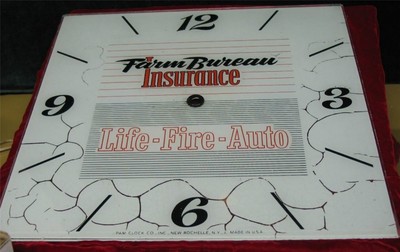 12
Farm Bureau
Insurance
9
3
Life-Fire-Auto
6
PAM CLOCK CO., INC., NEW ROCHELLE, N.Y., MADE IN U.S.A.